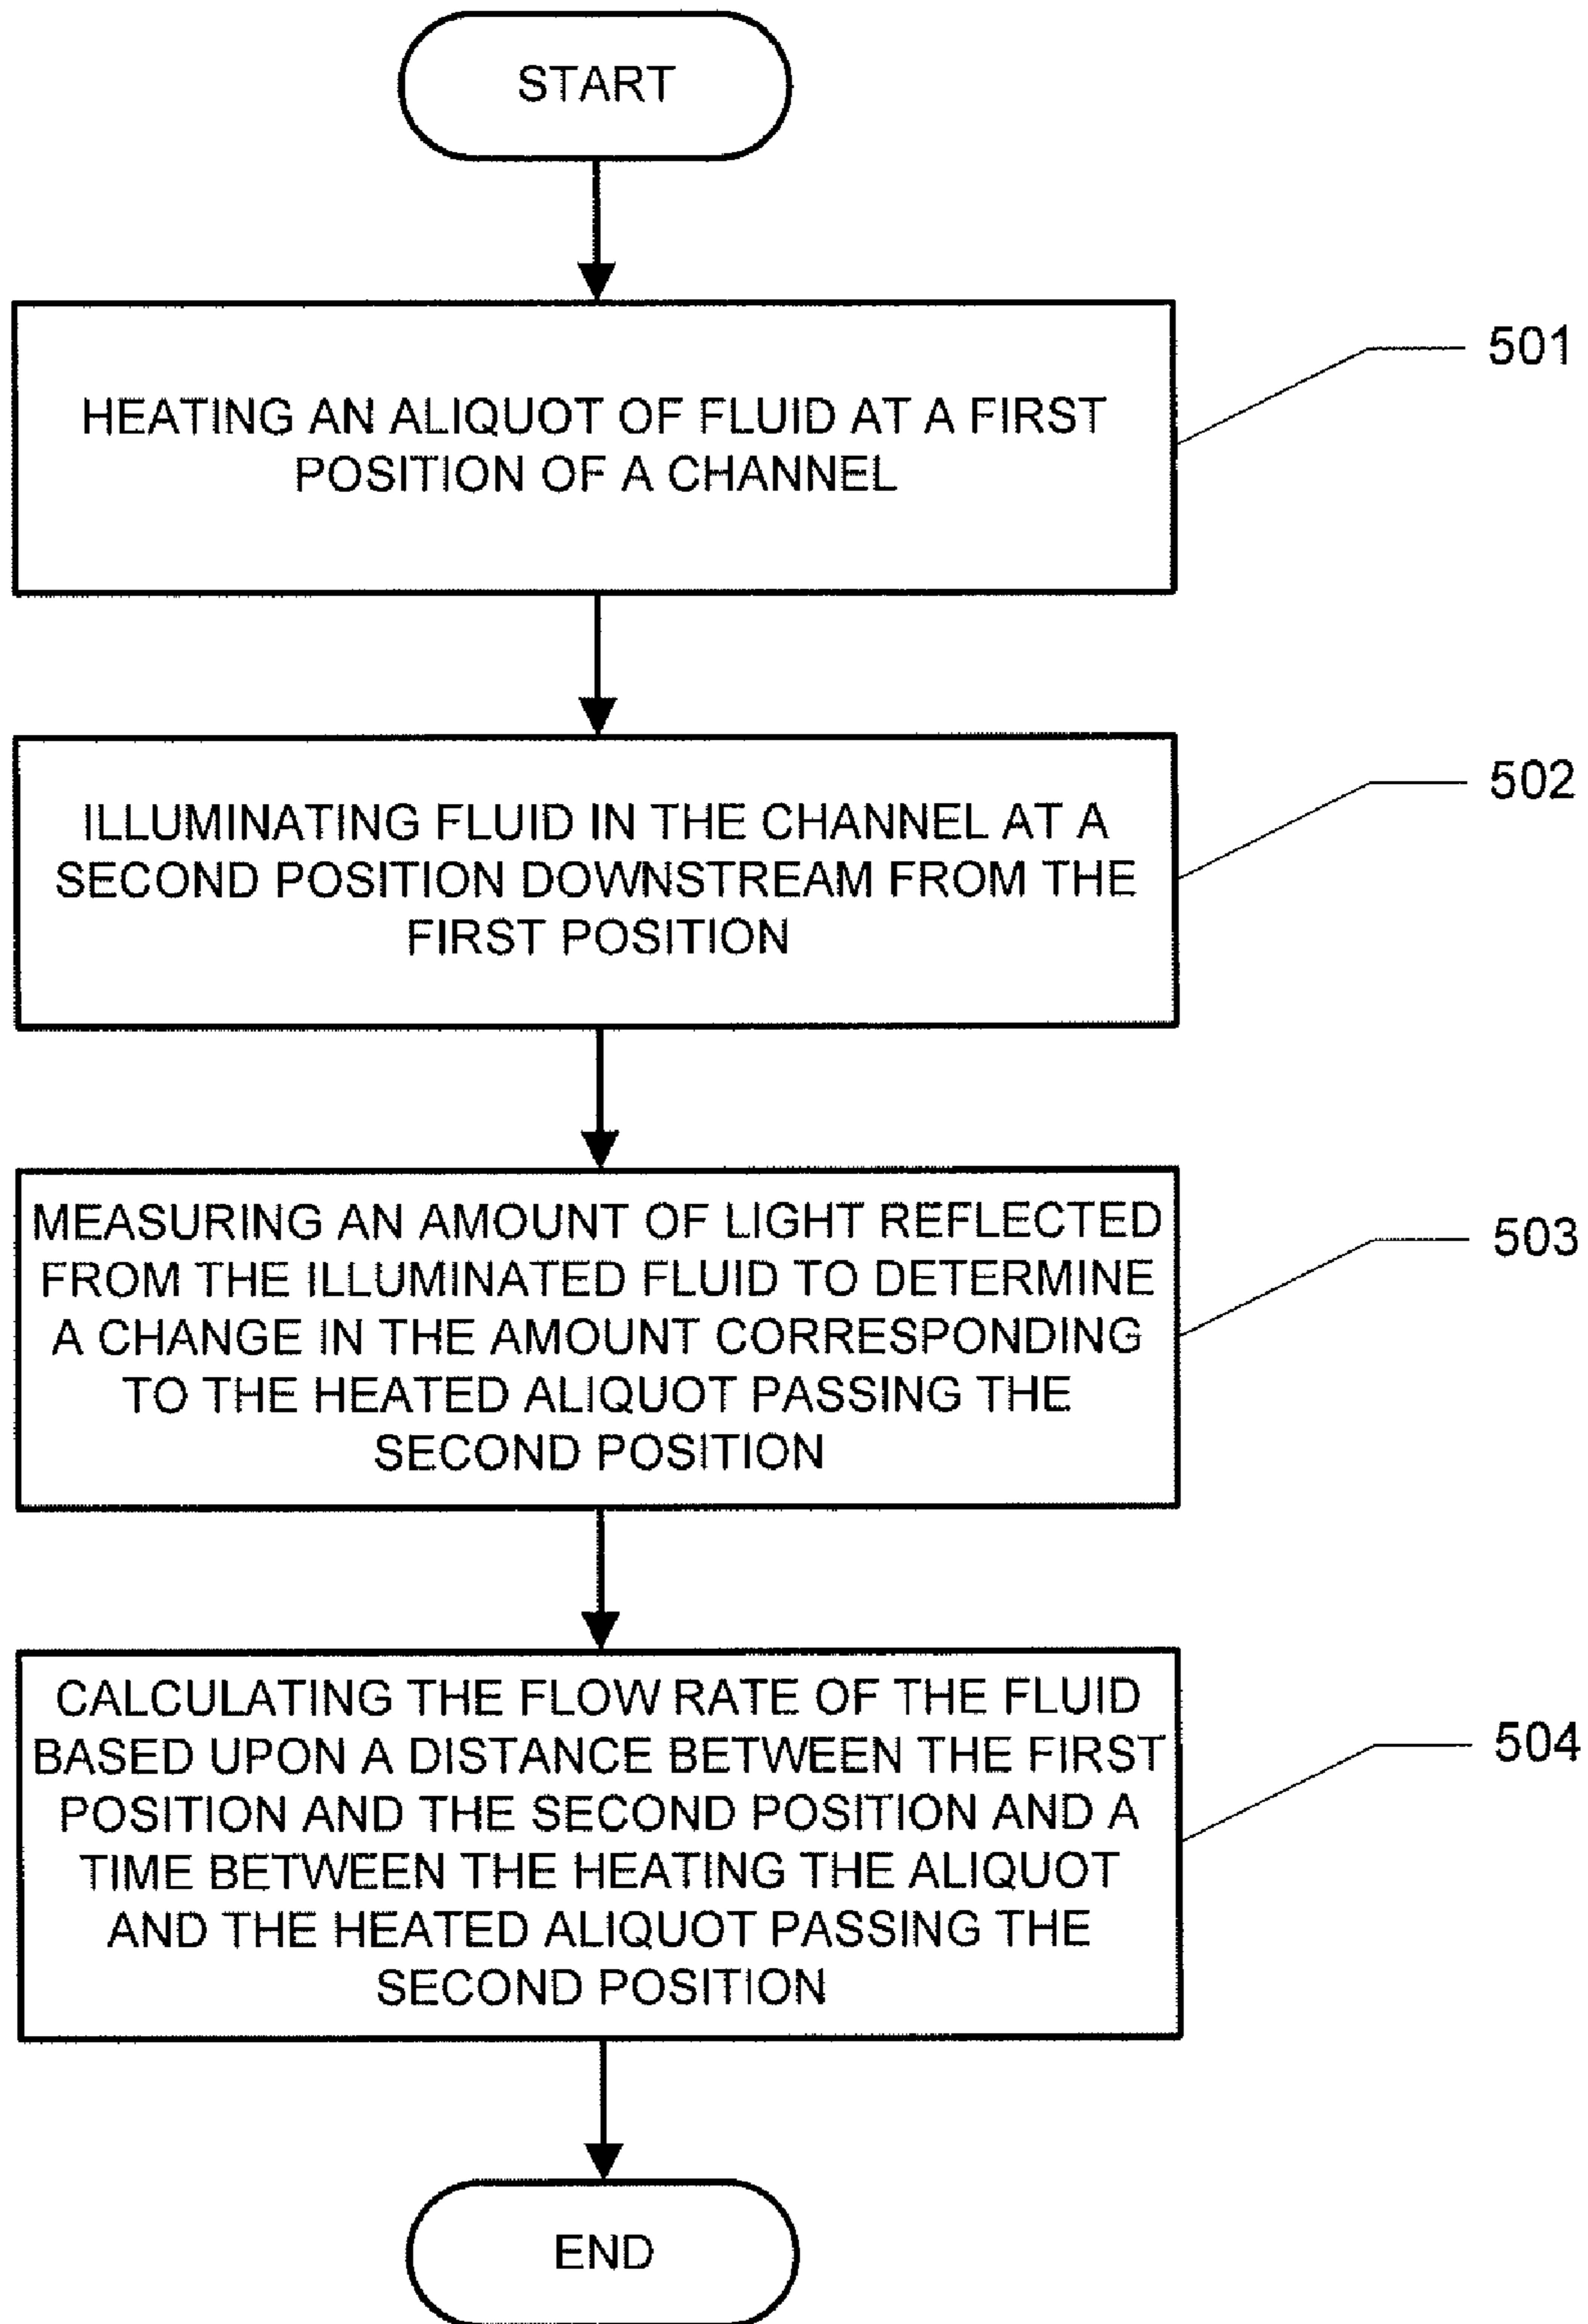 START
HEATING AN ALIQUOT OF FLUID AT A FIRST
POSITION OF A CHANNEL
501
ILLUMINATING FLUID IN THE CHANNEL AT A
SECOND POSITION DOWNSTREAM FROM THE
FIRST POSITION
502
MEASURING AN AMOUNT OF LIGHT REFLECTED
FROM THE ILLUMINATED FLUID TO DETERMINE
A CHANGE IN THE AMOUNT CORRESPONDING
TO THE HEATED ALIQUOT PASSING THE
SECOND POSITION
503
CALCULATING THE FLOW RATE OF THE FLUID
BASED UPON A DISTANCE BETWEEN THE FIRST
POSITION AND THE SECOND POSITION AND A
TIME BETWEEN THE HEATING THE ALIQUOT
AND THE HEATED ALIQUOT PASSING THE
SECOND POSITION
504
END